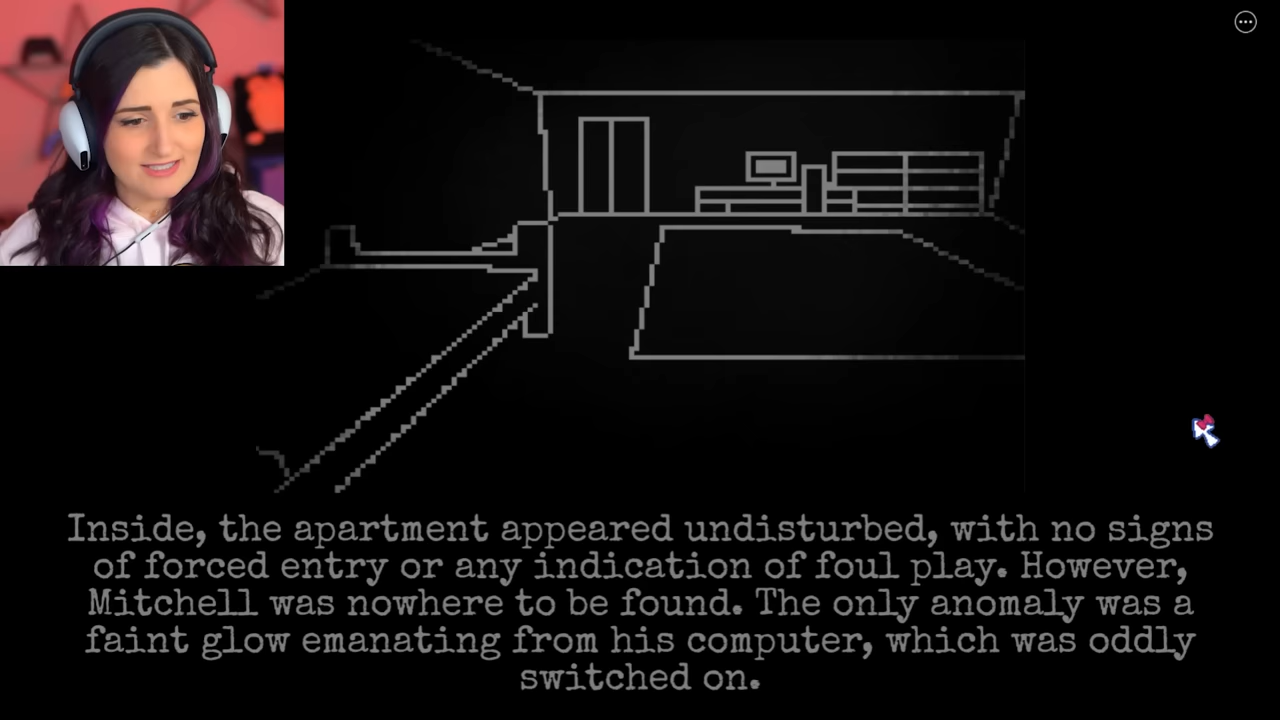 Inside, the apartment appeared undisturbed, with no signs
of forced entry or any indication of foul play. However,
Mitchell was nowhere to be found. The only anomaly was a
faint glow emanating from his computer, which was oddly
switched on.